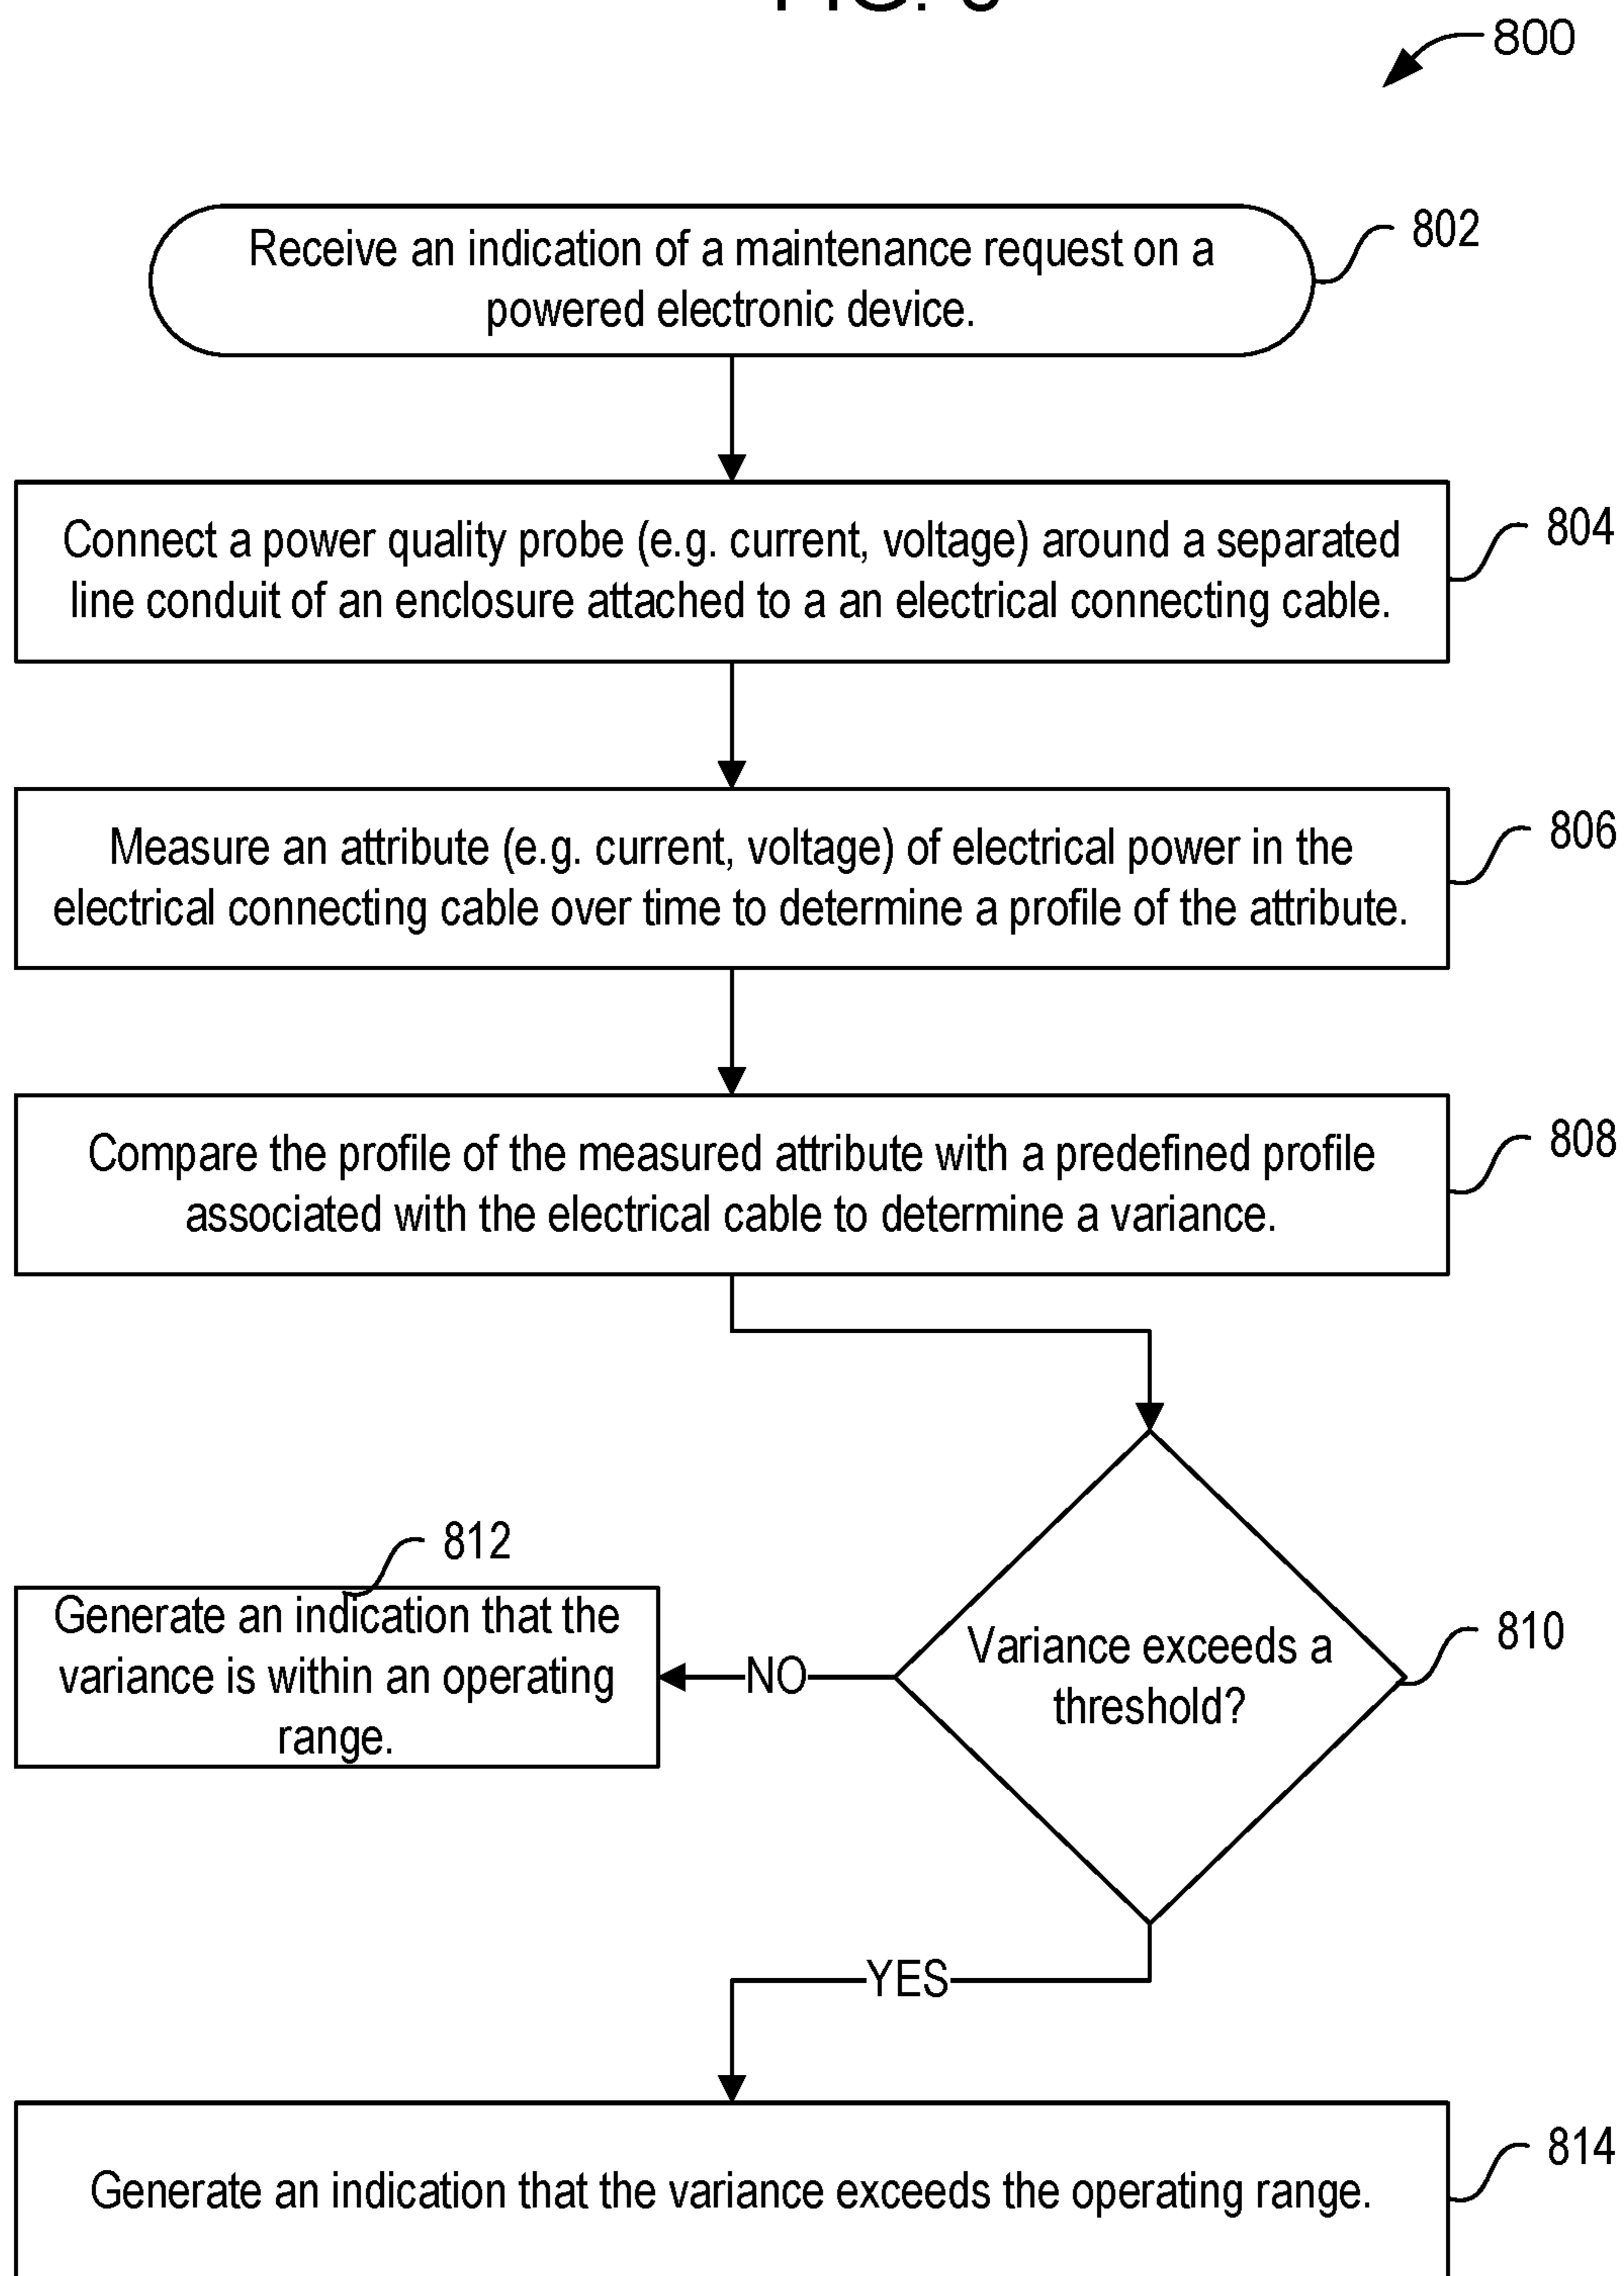 FIG.
800
Receive an indication of a maintenance request on a
powered electronic device.
802
Connect a power quality probe (e.g. current, voltage) around a separated
line conduit of an enclosure attached to a an electrical connecting cable.
804
Measure an attribute (e.g. current, voltage) of electrical power in the
electrical connecting cable over time to determine a profile of the attribute.
806
Compare the profile of the measured attribute with a predefined profile
associated with the electrical cable to determine a variance.
808
812
Generate an indication that the
variance is within an operating
range.
NO
Variance exceeds a
threshold?
810
YES
Generate an indication that the variance exceeds the operating range.
814